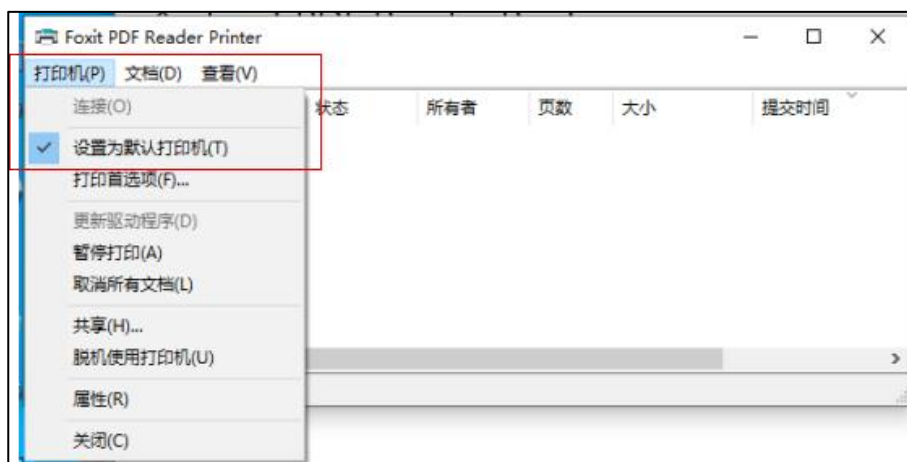 Foxit PDF Reader Printer
打印机(P) 文档(D) 查看(V)
连接(O)
状态 所有者 页数 大小 提交时间
设置为默认打印机(T)
打印首选项(F)...
更新驱动程序(D)
暂停打印(A)
取消所有文档(L)
共享(H)...
脱机使用打印机(U)
属性(R)
关闭(C)